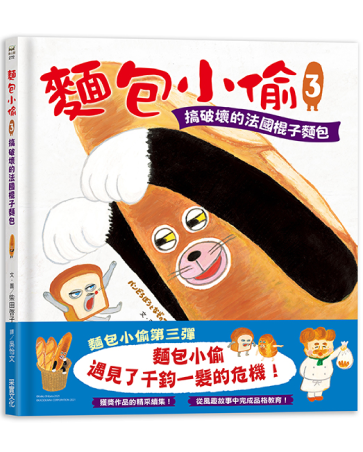 麵包小偷3
搞破壞的法國棍子麵包
麵包小偷
3
搞破壞的法國棍子麵包
文・圖/柴田啓子
譯/吳怡文
采實文化
麵包小偷第三彈
麵包小偷
遇見了千鈞一髮的危機!
獲獎作品的精采續集!
從風趣故事中完成品格教育!